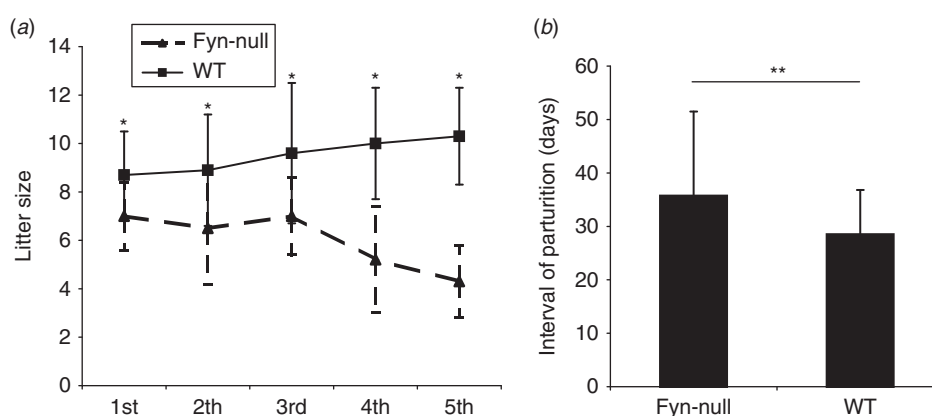 (a)
Fyn-null
WT
Litter size
14
12
10
8
6
4
2
0
* * * * *
1st 2th 3rd 4th 5th
(b)
Interval of parturition (days)
60
50
40
30
20
10
0
**
Fyn-null WT